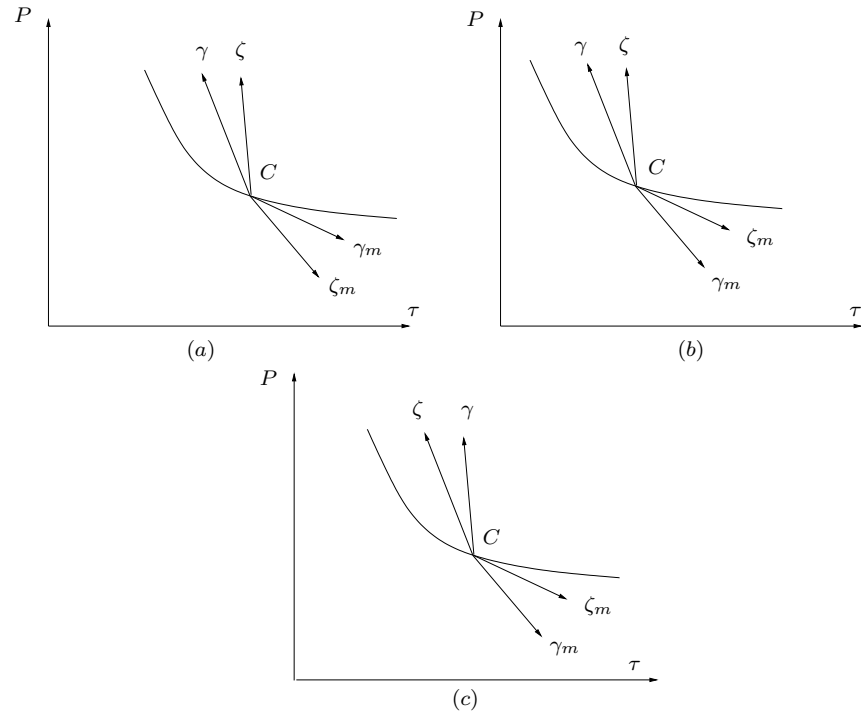 P P
γ ζ γ ζ
C C
γm ζm
ζm γm
τ τ
(a) (b)
P
ζ γ
C
ζm
γm
τ
(c)